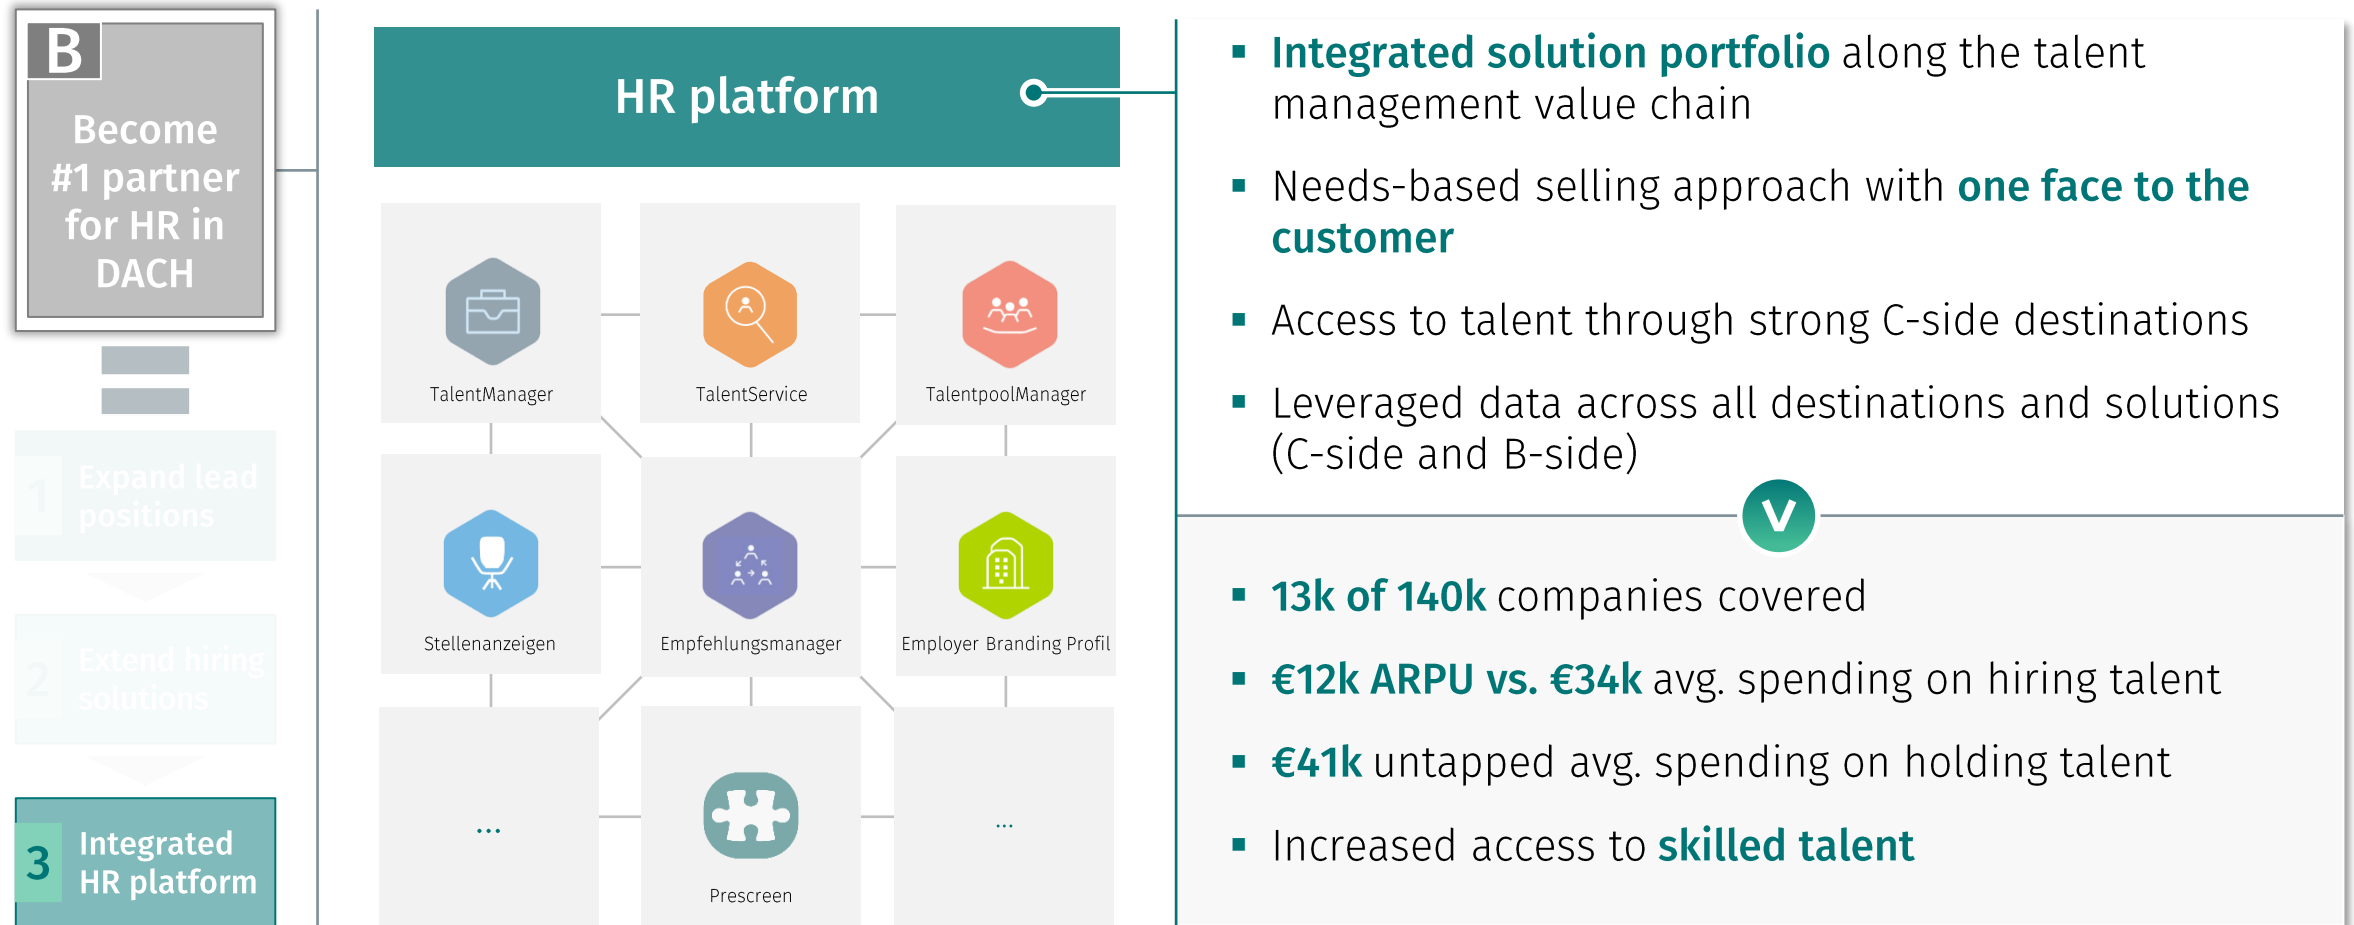 B
Become
#1 partner
for HR in
DACH
1
Expand lead
positions
2
Extend hiring
solutions
3
Integrated
HR platform
HR platform
TalentManager
TalentService
TalentpoolManager
Stellenanzeigen
Empfehlungsmanager
Employer Branding Profil
...
Prescreen
...
▪ Integrated solution portfolio along the talent
management value chain
▪ Needs-based selling approach with one face to the
customer
▪ Access to talent through strong C-side destinations
▪ Leveraged data across all destinations and solutions
(C-side and B-side)
▪ 13k of 140k companies covered
▪ €12k ARPU vs. €34k avg. spending on hiring talent
▪ €41k untapped avg. spending on holding talent
▪ Increased access to skilled talent